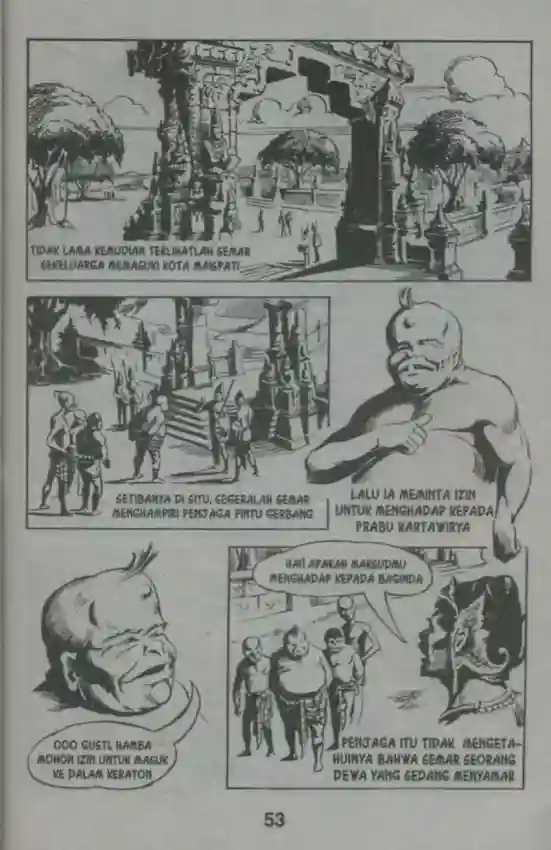 TIDAK LAMA KEMUDIAN TERLIHATLAH SEMAR
SEKELUARGA MEMASUKI KOTA MAISPATI
SETIBANYA DI SITU, SEGERALAH SEMAR
MENGHAMPIRI PENJAGA PINTU GERBANG
LALU IA MEMINTA IZIN
UNTUK MENGHADAP KEPADA
PRABU KARTAWIRYA
OOO GUSTI, HAMBA
MOHON IZIN UNTUK MASUK
KE DALAM KERATON
HAI! APAKAH MAKSUDMU
MENGHADAP KEPADA BAGINDA
PENJAGA ITU TIDAK MENGETA-
HUINYA BAHWA SEMAR SEORANG
DEWA YANG SEDANG MENYAMAR
53